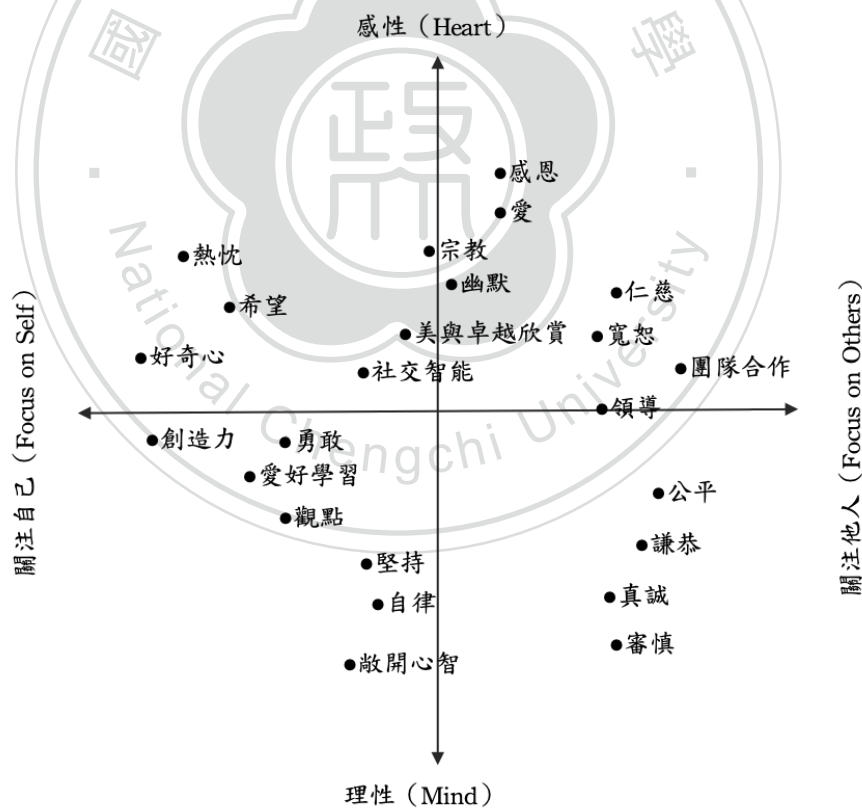 感性（Heart）
國
學
政
大
感恩
愛
宗教
熱忱
幽默
仁慈
希望
美與卓越欣賞
寬恕
好奇心
社交智能
團隊合作
領導
創造力
勇敢
愛好學習
公平
觀點
謙恭
堅持
自律
真誠
審慎
敞開心智
理性（Mind）
關注自己（Focus on Self）
關注他人（Focus on Others）
National Chengchi University